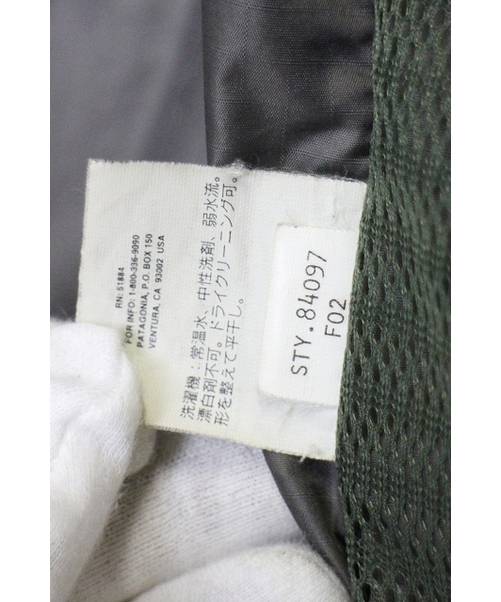 RN: 51884
FOR INFO: 1-800-336-9090
PATAGONIA, P.O. BOX 150
VENTURA, CA 93002 USA
洗濯機：常温水、中性洗剤、弱水流。
漂白剤不可。ドライクリーニング可。
形を整えて平干し。
STY.84097
F02